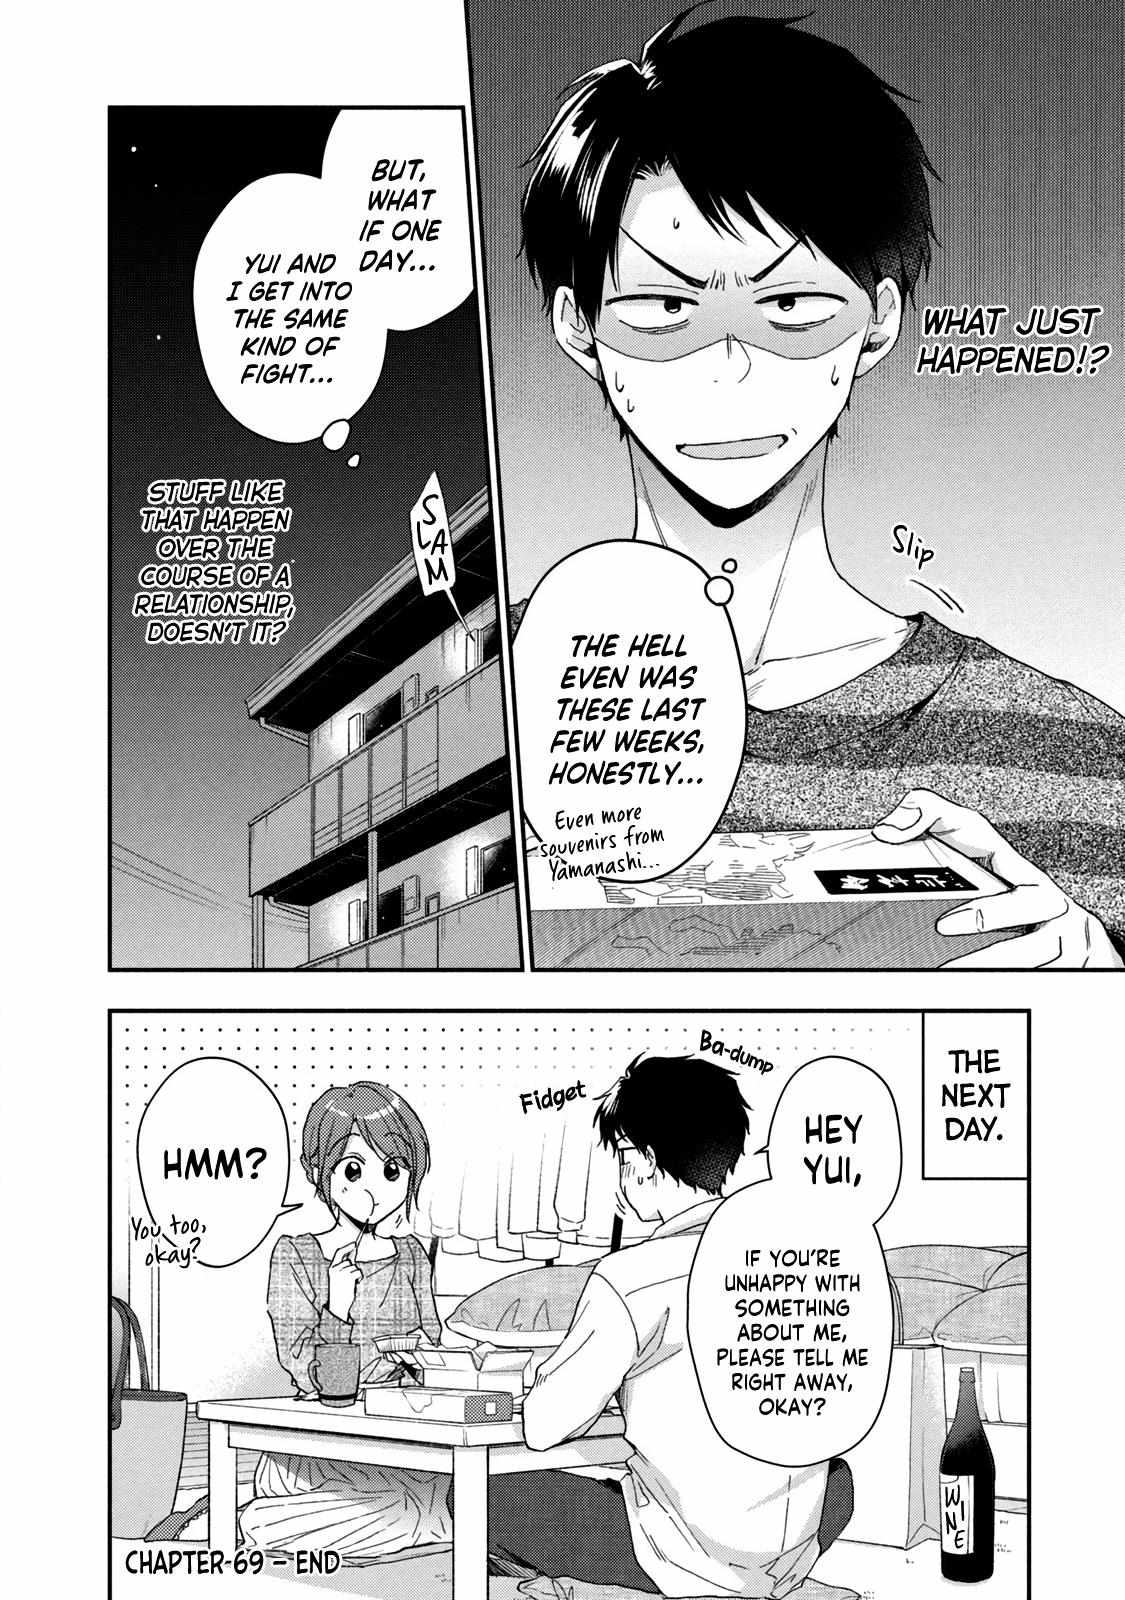 WHAT JUST
HAPPENED!?
Slip
THE HELL
EVEN WAS
THESE LAST
FEW WEEKS,
HONESTLY...
Even more
souvenirs from
Yamanashi...
BUT,
WHAT
IF ONE
DAY...
YUI AND
I GET INTO
THE SAME
KIND OF
FIGHT...
SLAM
STUFF LIKE
THAT HAPPEN
OVER THE
COURSE OF A
RELATIONSHIP,
DOESN'T IT?
THE
NEXT
DAY.
HEY
YUI,
IF YOU'RE
UNHAPPY WITH
SOMETHING
ABOUT ME,
PLEASE TELL ME
RIGHT AWAY,
OKAY?
Ba-dump
Fidget
HMM?
You too,
okay?
WINE
CHAPTER 69 – END